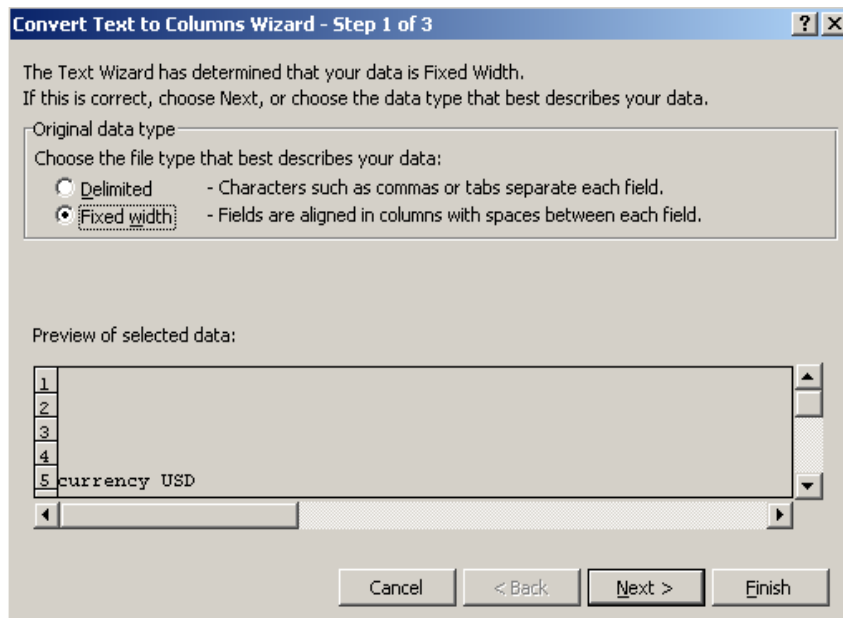 Convert Text to Columns Wizard - Step 1 of 3
The Text Wizard has determined that your data is Fixed Width.
If this is correct, choose Next, or choose the data type that best describes your data.
Original data type
Choose the file type that best describes your data:
Delimited - Characters such as commas or tabs separate each field.
Fixed width - Fields are aligned in columns with spaces between each field.
Preview of selected data:
1
2
3
4
5 currency USD
Cancel < Back Next > Finish